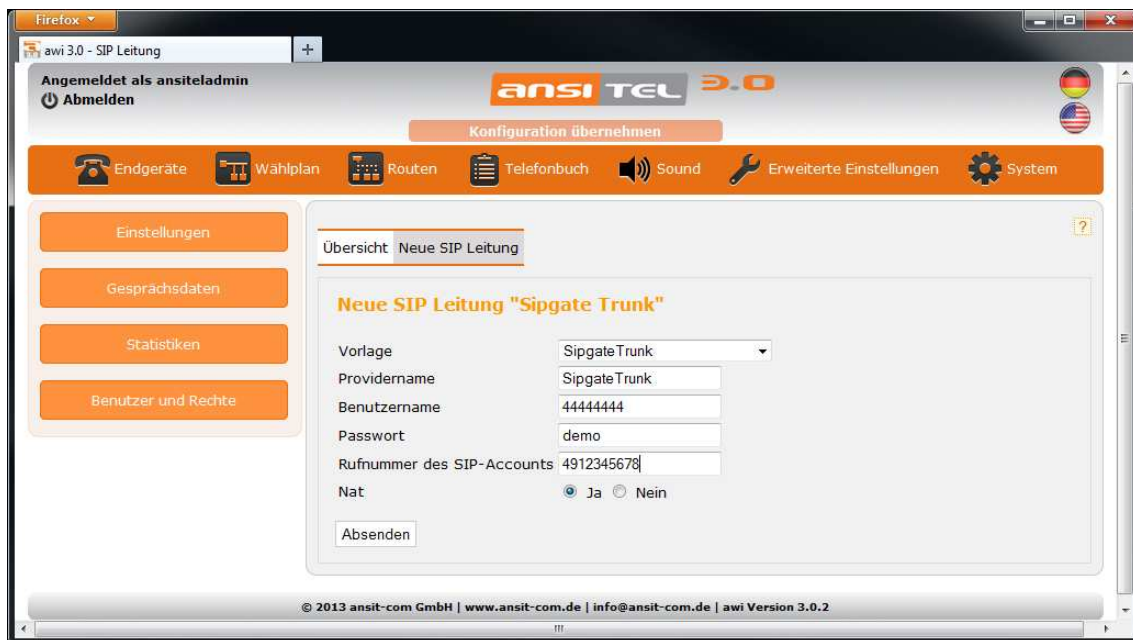 Firefox
awi 3.0 - SIP Leitung
Angemeldet als ansiteladmin
Abmelden
ansi TEL 3.0
Konfiguration übernehmen
Endgeräte Wählplan Routen Telefonbuch Sound Erweiterte Einstellungen System
Einstellungen
Gesprächsdaten
Statistiken
Benutzer und Rechte
?
Übersicht Neue SIP Leitung
Neue SIP Leitung "Sipgate Trunk"
Vorlage SipgateTrunk
Providername SipgateTrunk
Benutzername 44444444
Passwort demo
Rufnummer des SIP-Accounts 4912345678
Nat Ja Nein
Absenden
© 2013 ansit-com GmbH | www.ansit-com.de | info@ansit-com.de | awi Version 3.0.2